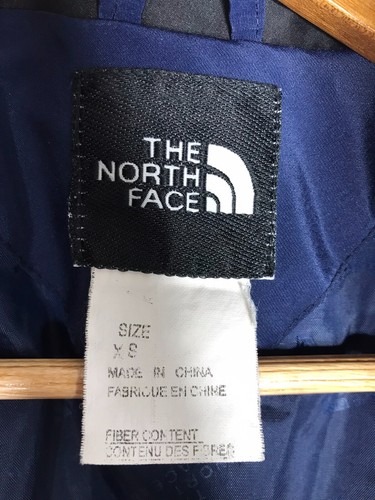 THE
NORTH
FACE
SIZE
XS
MADE IN CHINA
FABRIQUE EN CHINE
FIBER CONTENT
CONTENU DES FIBRES